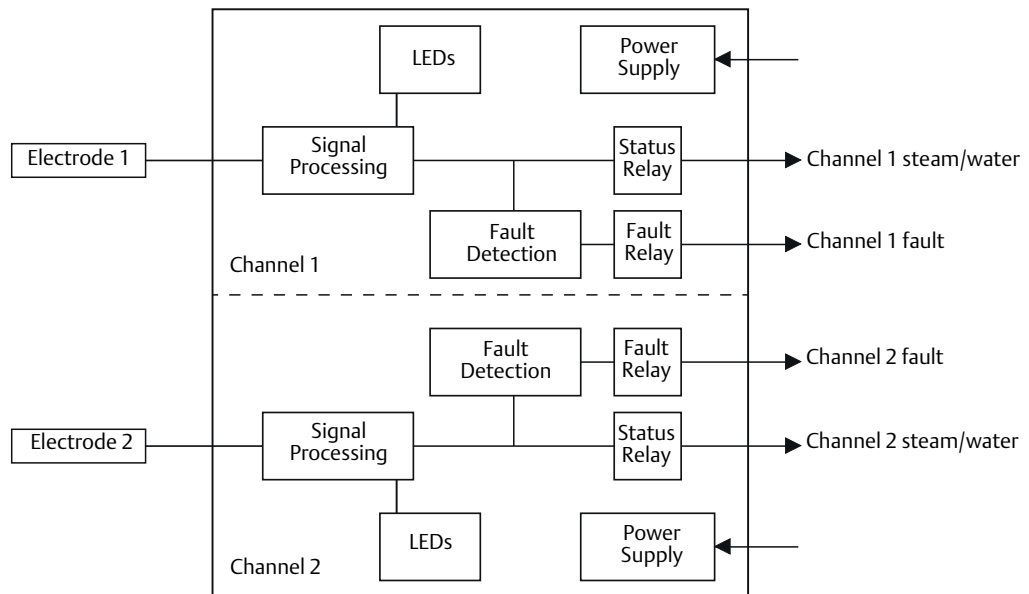 LEDs
Power
Supply
Electrode 1
Signal
Processing
Status
Relay
Channel 1 steam/water
Fault
Detection
Fault
Relay
Channel 1 fault
Channel 1
Fault
Detection
Fault
Relay
Channel 2 fault
Electrode 2
Signal
Processing
Status
Relay
Channel 2 steam/water
LEDs
Power
Supply
Channel 2